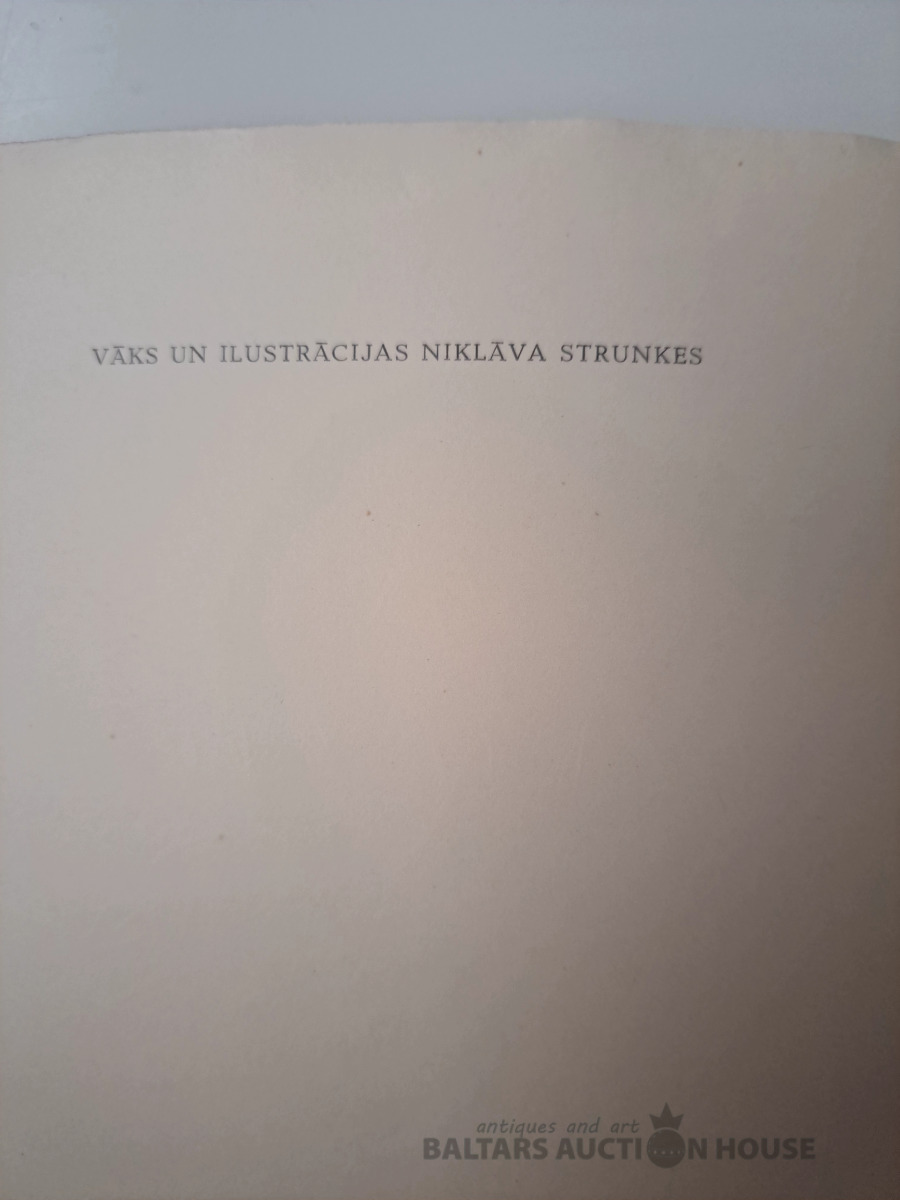 VĀKS UN ILUSTRĀCIJAS NIKLĀVA STRUNKES
antiques and art
BALTARS AUCTION HOUSE